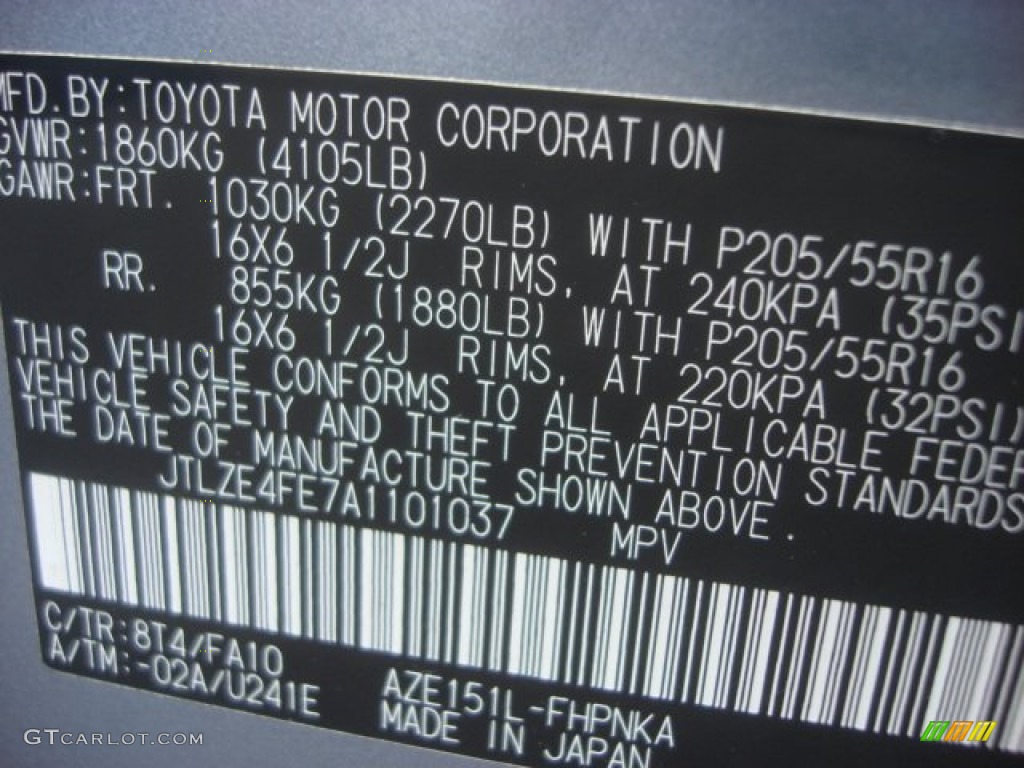 MFD.BY:TOYOTA MOTOR CORPORATION
GVWR:1860KG (4105LB)
GAWR:FRT. 1030KG (2270LB) WITH P205/55R16
16X6 1/2J RIMS, AT 240KPA (35PSI
RR. 855KG (1880LB) WITH P205/55R16
16X6 1/2J RIMS, AT 220KPA (32PSI)
THIS VEHICLE CONFORMS TO ALL APPLICABLE FEDER
VEHICLE SAFETY AND THEFT PREVENTION STANDARDS
THE DATE OF MANUFACTURE SHOWN ABOVE.
JTLZE4FE7A1101037 MPV
C/TR:8T4/FA10
A/TM:-02A/U241E
AZE151L-FHPNKA
MADE IN JAPAN
GTCARLOT.COM